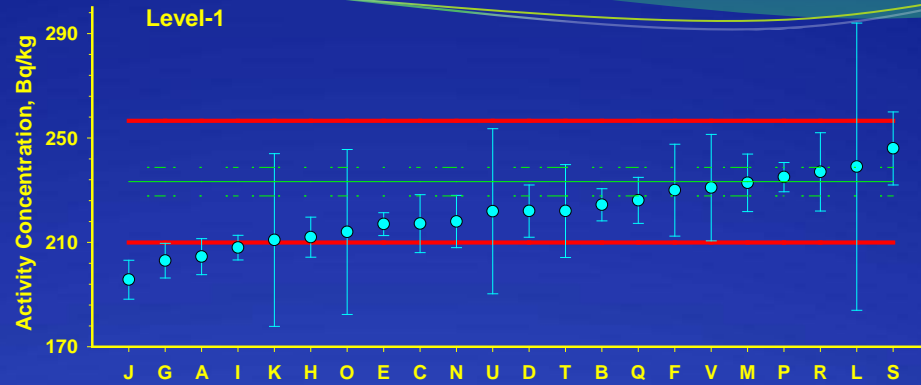 Level-1
Activity Concentration, Bq/kg
290
250
210
170
J G A I K H O E C N U D T B Q F V M P R L S